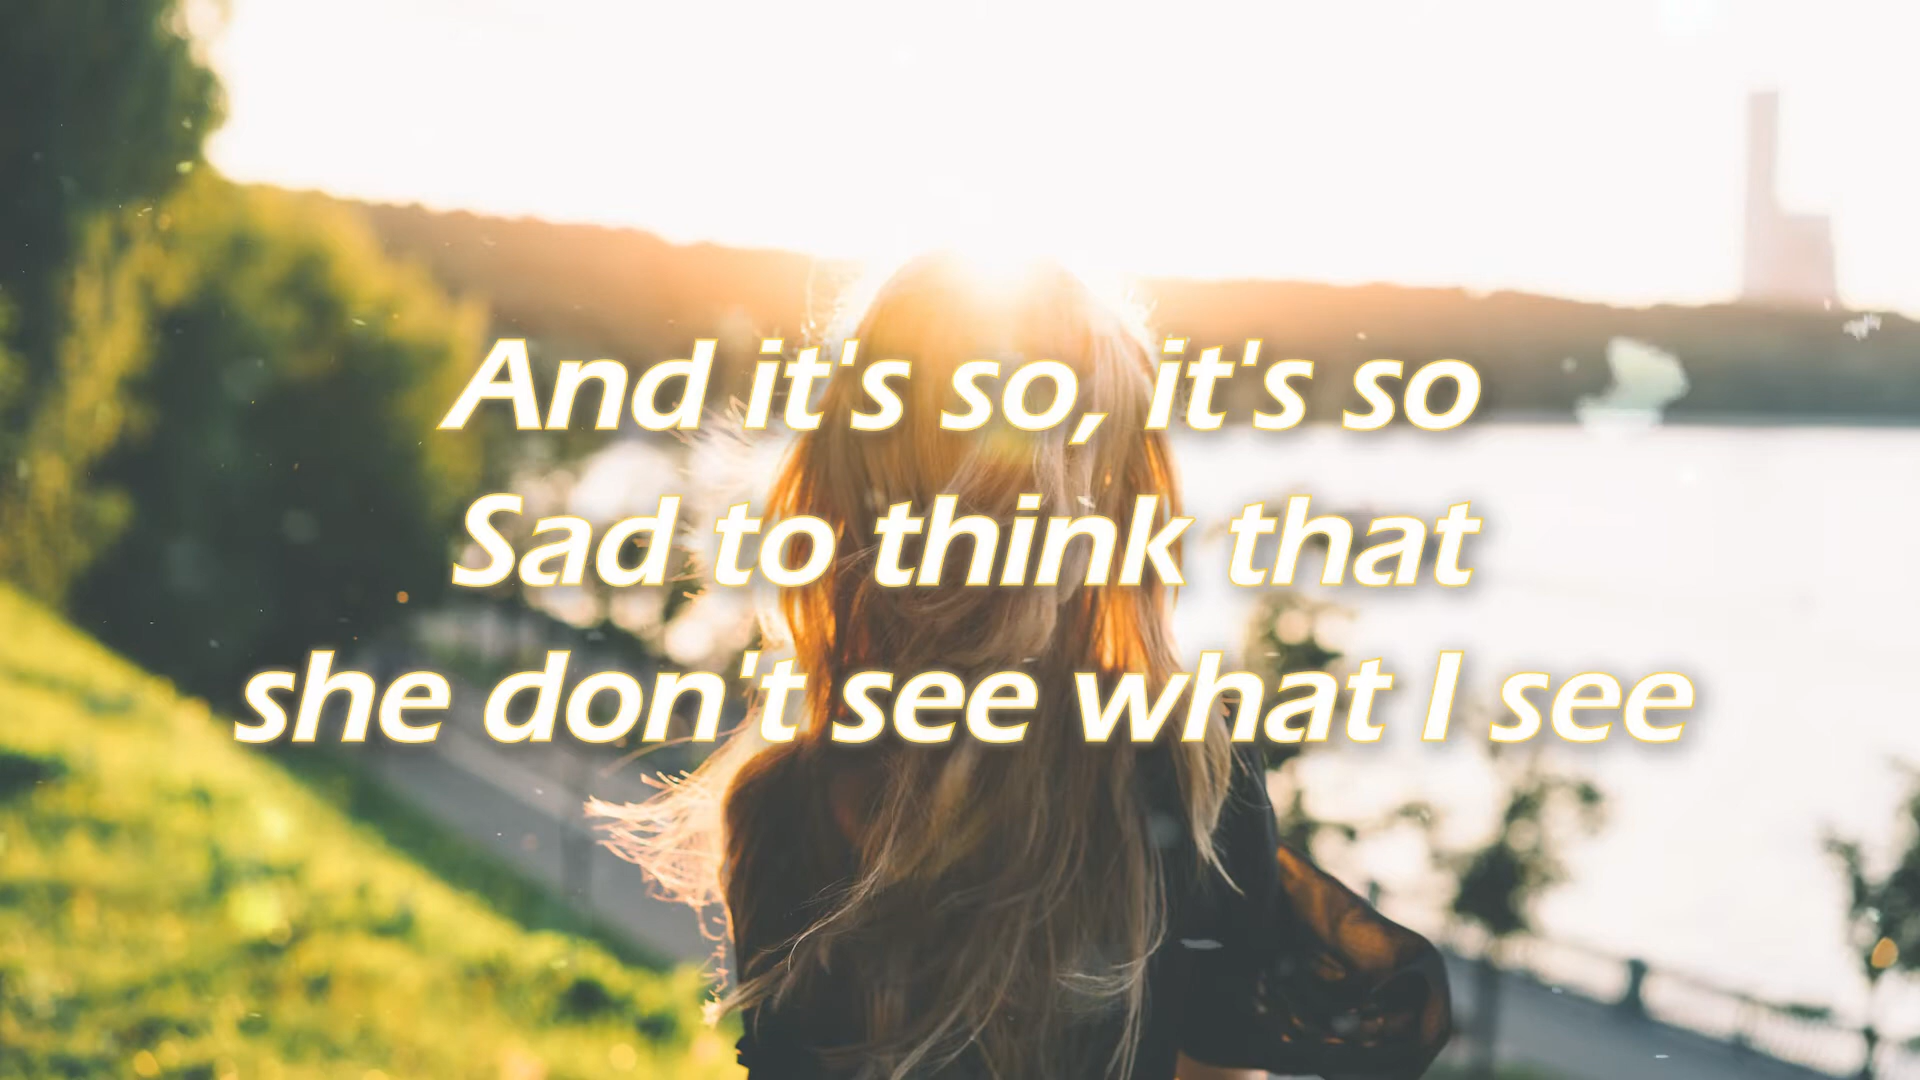 And it's so, it's so
Sad to think that
she don't see what I see